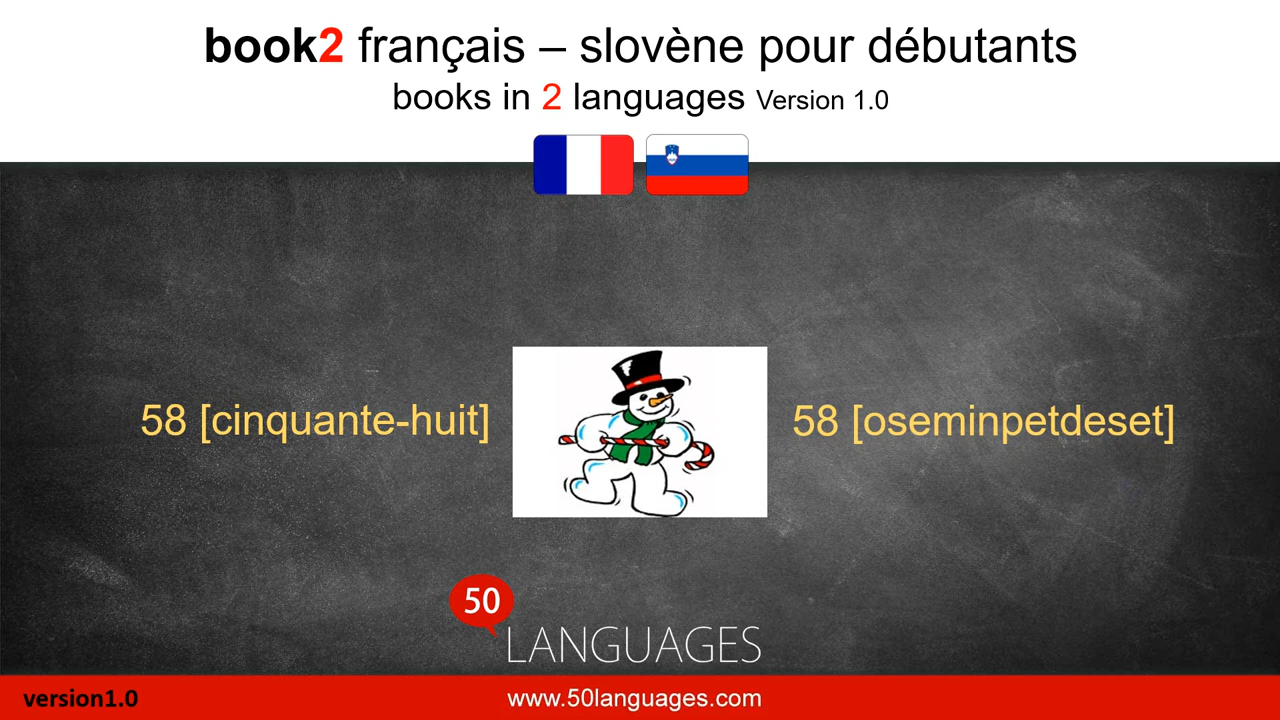 book2 français – slovène pour débutants
books in 2 languages Version 1.0
58 [cinquante-huit]
58 [oseminpetdeset]
50
LANGUAGES
version1.0
www.50languages.com